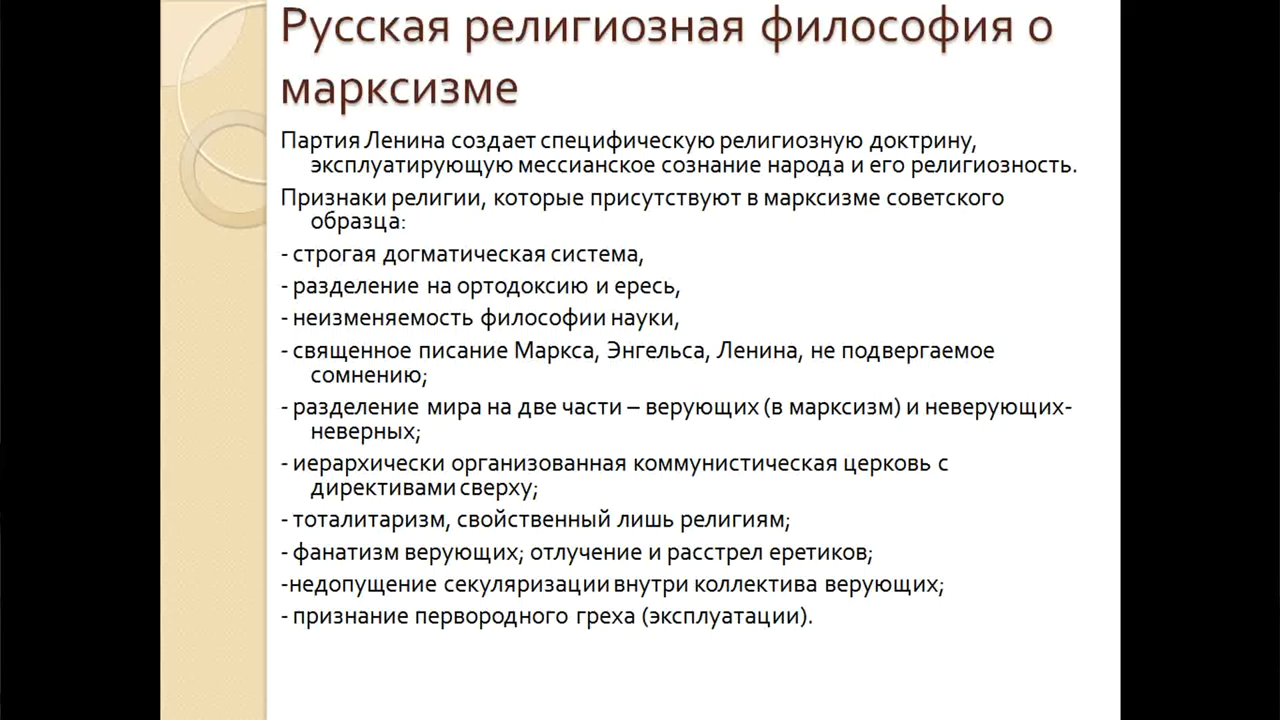 Русская религиозная философия о
марксизме
Партия Ленина создает специфическую религиозную доктрину,
эксплуатирующую мессианское сознание народа и его религиозность.
Признаки религии, которые присутствуют в марксизме советского
образца:
- строгая догматическая система,
- разделение на ортодоксию и ересь,
- неизменяемость философии науки,
- священное писание Маркса, Энгельса, Ленина, не подвергаемое
сомнению;
- разделение мира на две части – верующих (в марксизм) и неверующих-
неверных;
- иерархически организованная коммунистическая церковь с
директивами сверху;
- тоталитаризм, свойственный лишь религиям;
- фанатизм верующих; отлучение и расстрел еретиков;
-недопущение секуляризации внутри коллектива верующих;
- признание первородного греха (эксплуатации).